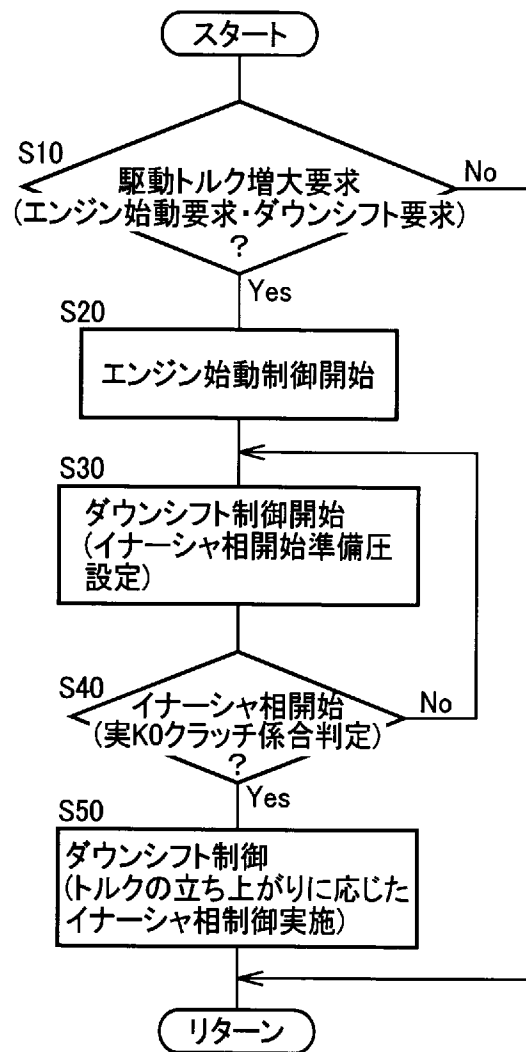 スタート
S10
駆動トルク増大要求
(エンジン始動要求・ダウンシフト要求)
?
No
Yes
S20
エンジン始動制御開始
S30
ダウンシフト制御開始
(イナーシャ相開始準備圧
設定)
S40
イナーシャ相開始
(実K0クラッチ係合判定)
?
No
Yes
S50
ダウンシフト制御
(トルクの立ち上がりに応じた
イナーシャ相制御実施)
リターン